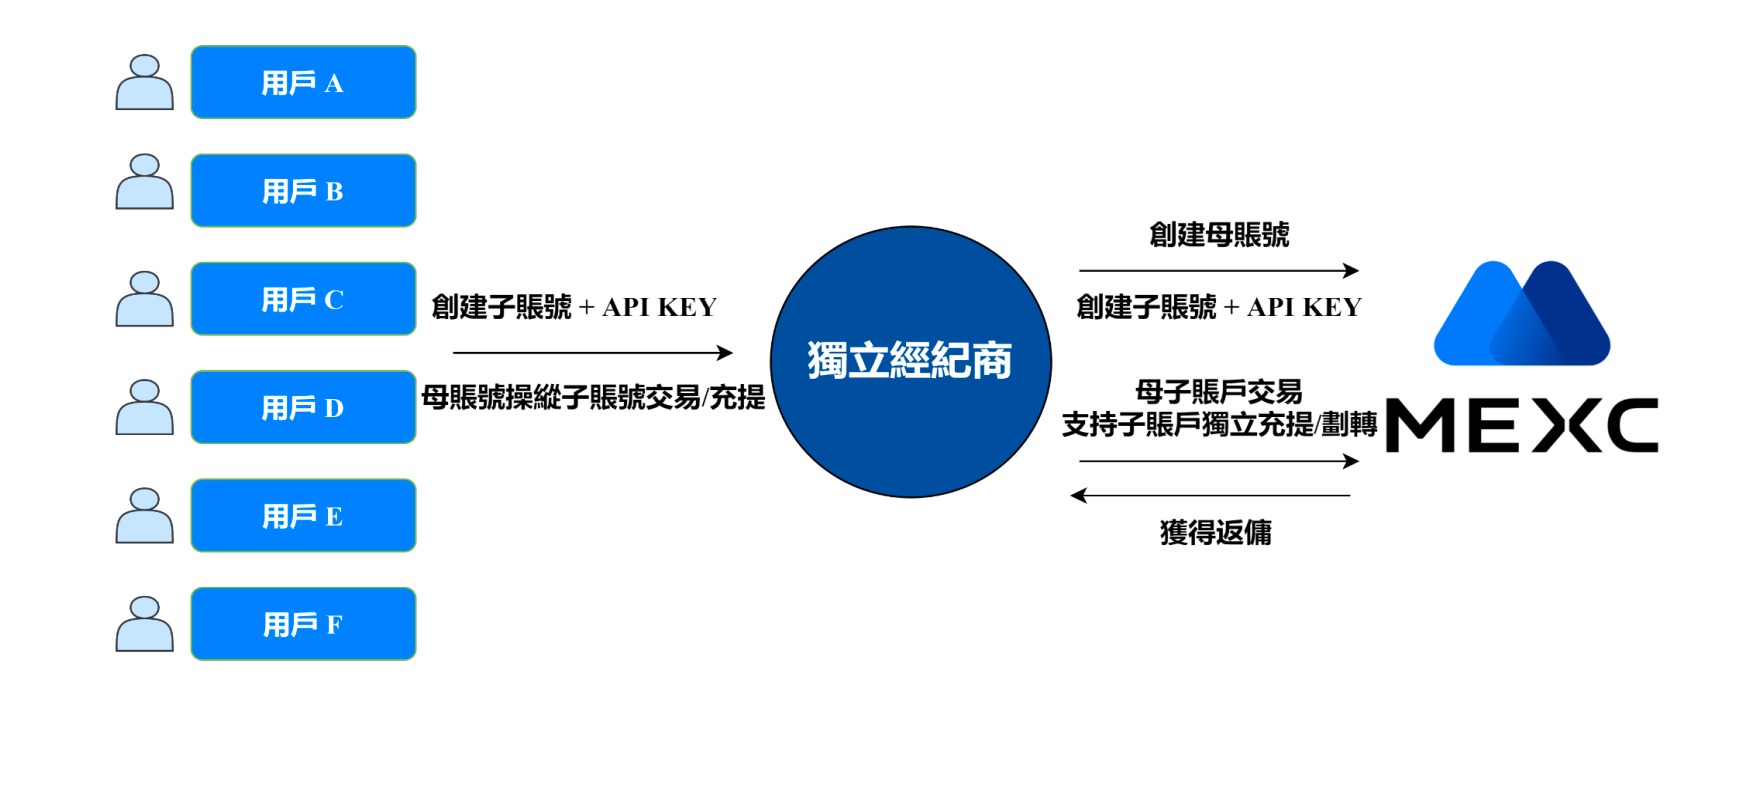 用戶 A
用戶 B
用戶 C
用戶 D
用戶 E
用戶 F
創建子賬號 + API KEY
母賬號操縱子賬號交易/充提
獨立經紀商
創建母賬號
創建子賬號 + API KEY
母子賬戶交易
支持子賬戶獨立充提/劃轉
獲得返傭
MEXC